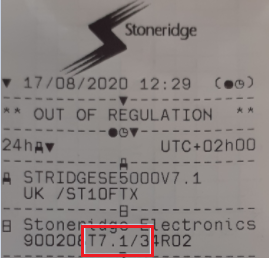 Stoneridge
▼ 17/08/2020 12:29 (●◷)
▼
** OUT OF REGULATION **
●◷▼
24h▼ UTC+02h00
STRIDGESE5000V7.1
UK /ST10FTX
Stoneridge Electronics
900208T7.1/34R02